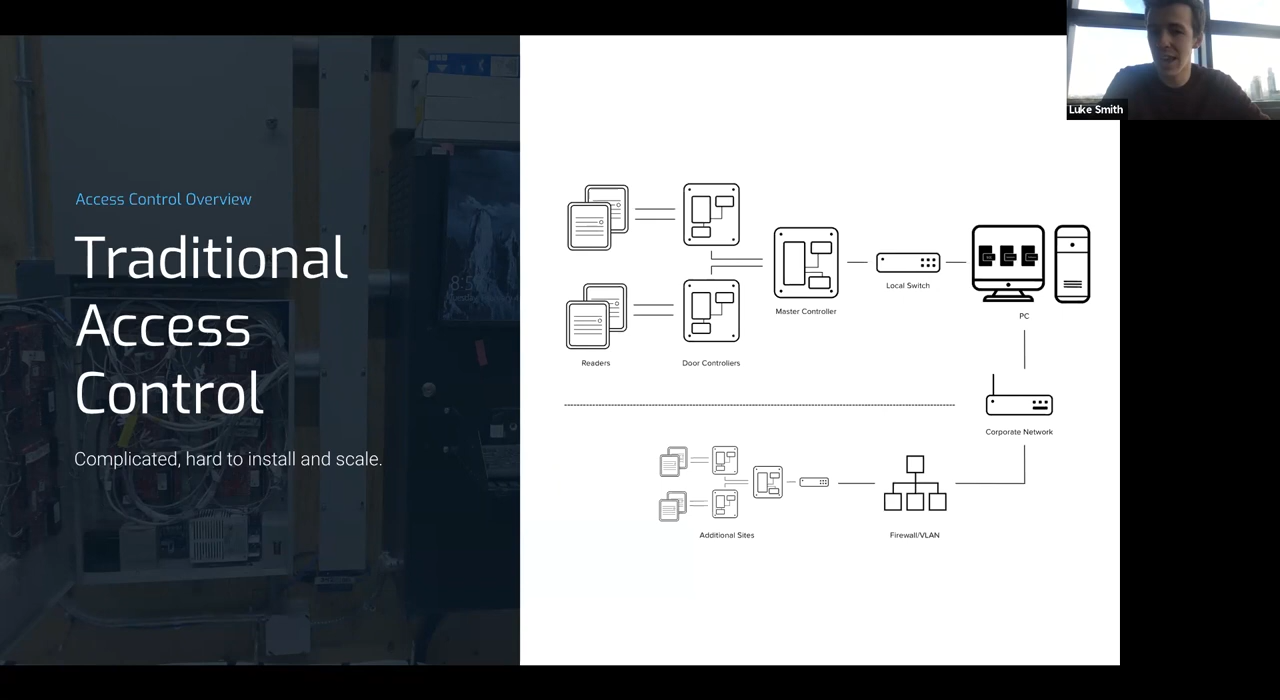 Luke Smith
Access Control Overview
Traditional
Access
Control
Complicated, hard to install and scale.
Readers
Door Controllers
Master Controller
Local Switch
PC
Corporate Network
Additional Sites
Firewall/VLAN